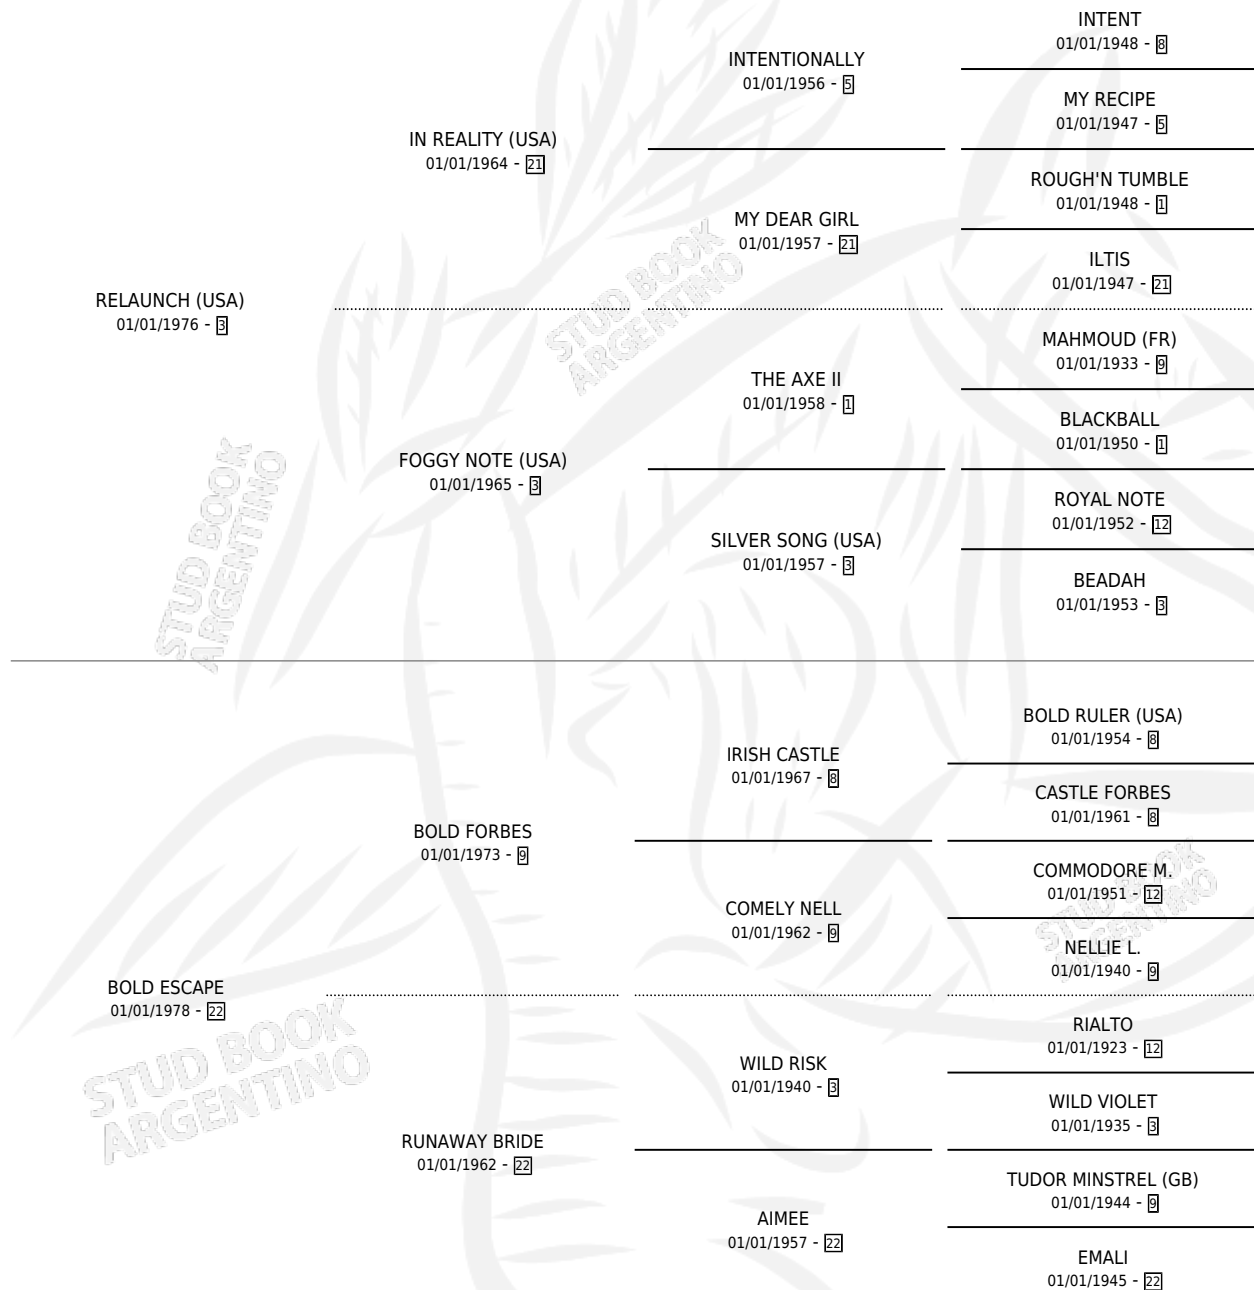 INTENT
01/01/1948 - 8
INTENTIONALLY
01/01/1956 - 5
MY RECIPE
01/01/1947 - 5
IN REALITY (USA)
01/01/1964 - 21
ROUGH'N TUMBLE
01/01/1948 - 1
MY DEAR GIRL
01/01/1957 - 21
ILTIS
01/01/1947 - 21
RELAUNCH (USA)
01/01/1976 - 3
MAHMOUD (FR)
01/01/1933 - 9
THE AXE II
01/01/1958 - 1
BLACKBALL
01/01/1950 - 1
FOGGY NOTE (USA)
01/01/1965 - 3
ROYAL NOTE
01/01/1952 - 12
SILVER SONG (USA)
01/01/1957 - 3
BEADAH
01/01/1953 - 3
BOLD RULER (USA)
01/01/1954 - 8
IRISH CASTLE
01/01/1967 - 8
CASTLE FORBES
01/01/1961 - 8
BOLD FORBES
01/01/1973 - 9
COMMODORE M.
01/01/1951 - 12
COMELY NELL
01/01/1962 - 9
NELLIE L.
01/01/1940 - 9
BOLD ESCAPE
01/01/1978 - 22
RIALTO
01/01/1923 - 12
WILD RISK
01/01/1940 - 3
WILD VIOLET
01/01/1935 - 3
RUNAWAY BRIDE
01/01/1962 - 22
TUDOR MINSTREL (GB)
01/01/1944 - 9
AIMEE
01/01/1957 - 22
EMALI
01/01/1945 - 22
STUD BOOK
ARGENTINO
STUD BOOK
ARGENTINO
STUD BOOK
ARGENTINO
STUD BOOK
ARGENTINO